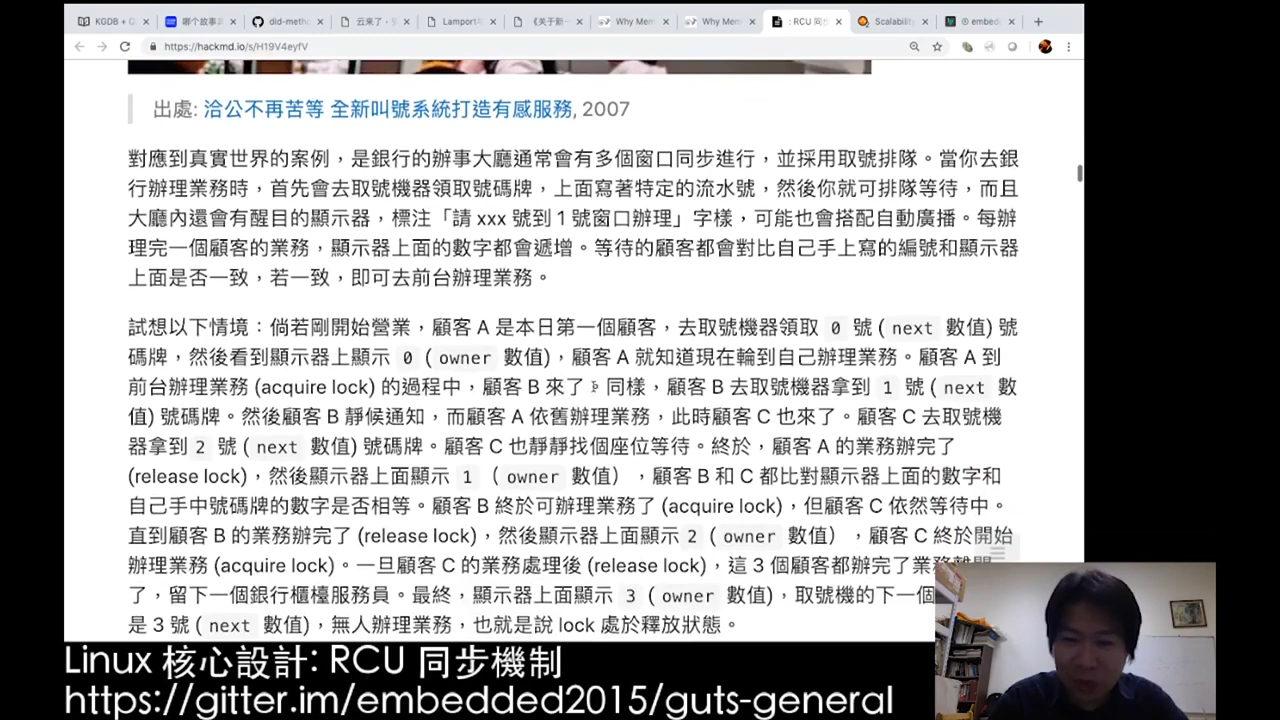 KGDB + G
哪个故事
did-metho
云来了 - 
Lamport
《关于新一
Why Mem
Why Mem
: RCU 同步
Scalability
embed
https://hackmd.io/s/H19V4eyfV
出處: 洽公不再苦等 全新叫號系統打造有感服務, 2007
對應到真實世界的案例，是銀行的辦事大廳通常會有多個窗口同步進行，並採用取號排隊。當你去銀
行辦理業務時，首先會去取號機器領取號碼牌，上面寫著特定的流水號，然後你就可排隊等待，而且
大廳內還會有醒目的顯示器，標注「請 xxx 號到 1 號窗口辦理」字樣，可能也會搭配自動廣播。每辦
理完一個顧客的業務，顯示器上面的數字都會遞增。等待的顧客都會對比自己手上寫的編號和顯示器
上面是否一致，若一致，即可去前台辦理業務。
試想以下情境：倘若剛開始營業，顧客 A 是本日第一個顧客，去取號機器領取 0 號 ( next 數值) 號
碼牌，然後看到顯示器上顯示 0 ( owner 數值)，顧客 A 就知道現在輪到自己辦理業務。顧客 A 到
前台辦理業務 (acquire lock) 的過程中，顧客 B 來了。同樣，顧客 B 去取號機器拿到 1 號 ( next 數
值) 號碼牌。然後顧客 B 靜候通知，而顧客 A 依舊辦理業務，此時顧客 C 也來了。顧客 C 去取號機
器拿到 2 號 ( next 數值) 號碼牌。顧客 C 也靜靜找個座位等待。終於，顧客 A 的業務辦完了
(release lock)，然後顯示器上面顯示 1 （ owner 數值），顧客 B 和 C 都比對顯示器上面的數字和
自己手中號碼牌的數字是否相等。顧客 B 終於可辦理業務了 (acquire lock)，但顧客 C 依然等待中。
直到顧客 B 的業務辦完了 (release lock)，然後顯示器上面顯示 2（ owner 數值），顧客 C 終於開始
辦理業務 (acquire lock)。一旦顧客 C 的業務處理後 (release lock)，這 3 個顧客都辦完了業務離開
了，留下一個銀行櫃檯服務員。最終，顯示器上面顯示 3 ( owner 數值)，取號機的下一個
是 3 號 ( next 數值)，無人辦理業務，也就是說 lock 處於釋放狀態。
Linux 核心設計: RCU 同步機制
https://gitter.im/embedded2015/guts-general